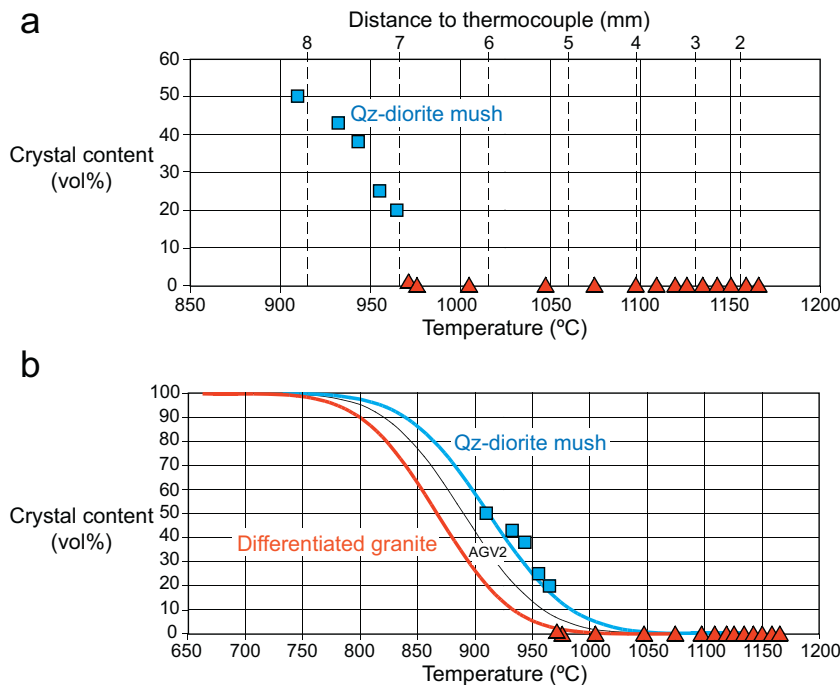 a
Distance to thermocouple (mm)
8 7 6 5 4 3 2
60
50
40
30
20
10
0
Crystal content
(vol%)
Qz-diorite mush
850 900 950 1000 1050 1100 1150 1200
Temperature (ºC)
b
100
90
80
70
60
50
40
30
20
10
0
Crystal content
(vol%)
Qz-diorite mush
Differentiated granite
AGV2
650 700 750 800 850 900 950 1000 1050 1100 1150 1200
Temperature (ºC)